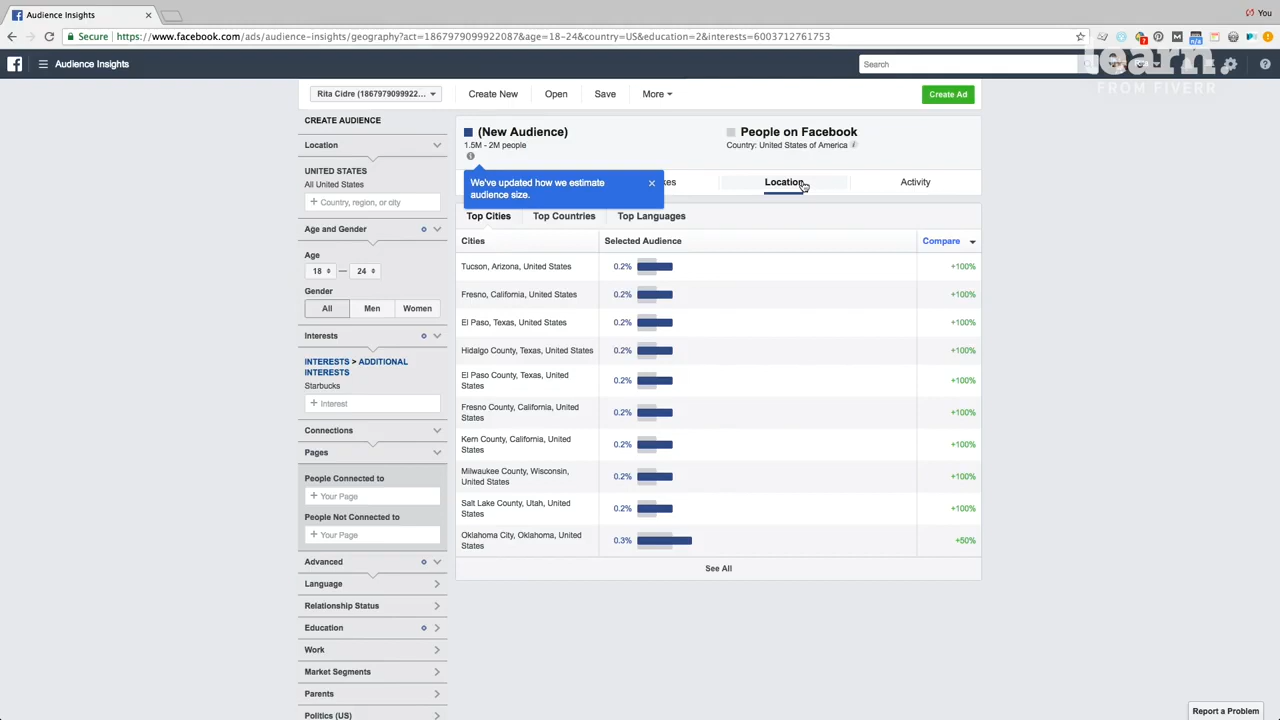 Audience Insights
You
Secure
https://www.facebook.com/ads/audience-insights/geography?act=1867979099922087&age=18-24&country=US&education=2&interests=6003712761753
Audience Insights
Search
learn.
FROM FIVERR
Rita Cidre (1867979099922...
Create New
Open
Save
More
Create Ad
CREATE AUDIENCE
Location
UNITED STATES
All United States
+ Country, region, or city
Age and Gender
Age
18 — 24
Gender
All Men Women
Interests
INTERESTS > ADDITIONAL
INTERESTS
Starbucks
+ Interest
Connections
Pages
People Connected to
+ Your Page
People Not Connected to
+ Your Page
Advanced
Language
Relationship Status
Education
Work
Market Segments
Parents
Politics (US)
(New Audience)
1.5M - 2M people
People on Facebook
Country: United States of America
We've updated how we estimate
audience size.
Location
Activity
Top Cities Top Countries Top Languages
Cities Selected Audience Compare
Tucson, Arizona, United States 0.2% +100%
Fresno, California, United States 0.2% +100%
El Paso, Texas, United States 0.2% +100%
Hidalgo County, Texas, United States 0.2% +100%
El Paso County, Texas, United
States 0.2% +100%
Fresno County, California, United
States 0.2% +100%
Kern County, California, United
States 0.2% +100%
Milwaukee County, Wisconsin,
United States 0.2% +100%
Salt Lake County, Utah, United
States 0.2% +100%
Oklahoma City, Oklahoma, United
States 0.3% +50%
See All
Report a Problem